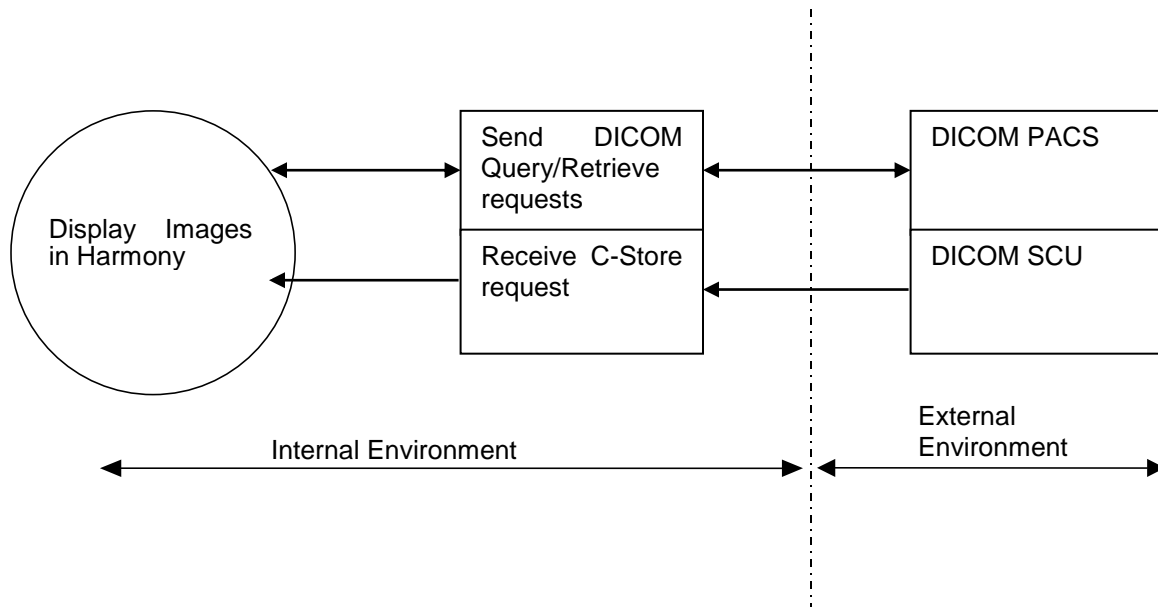 Display Images
in Harmony
Send DICOM
Query/Retrieve
requests
Receive C-Store
request
DICOM PACS
DICOM SCU
Internal Environment
External
Environment